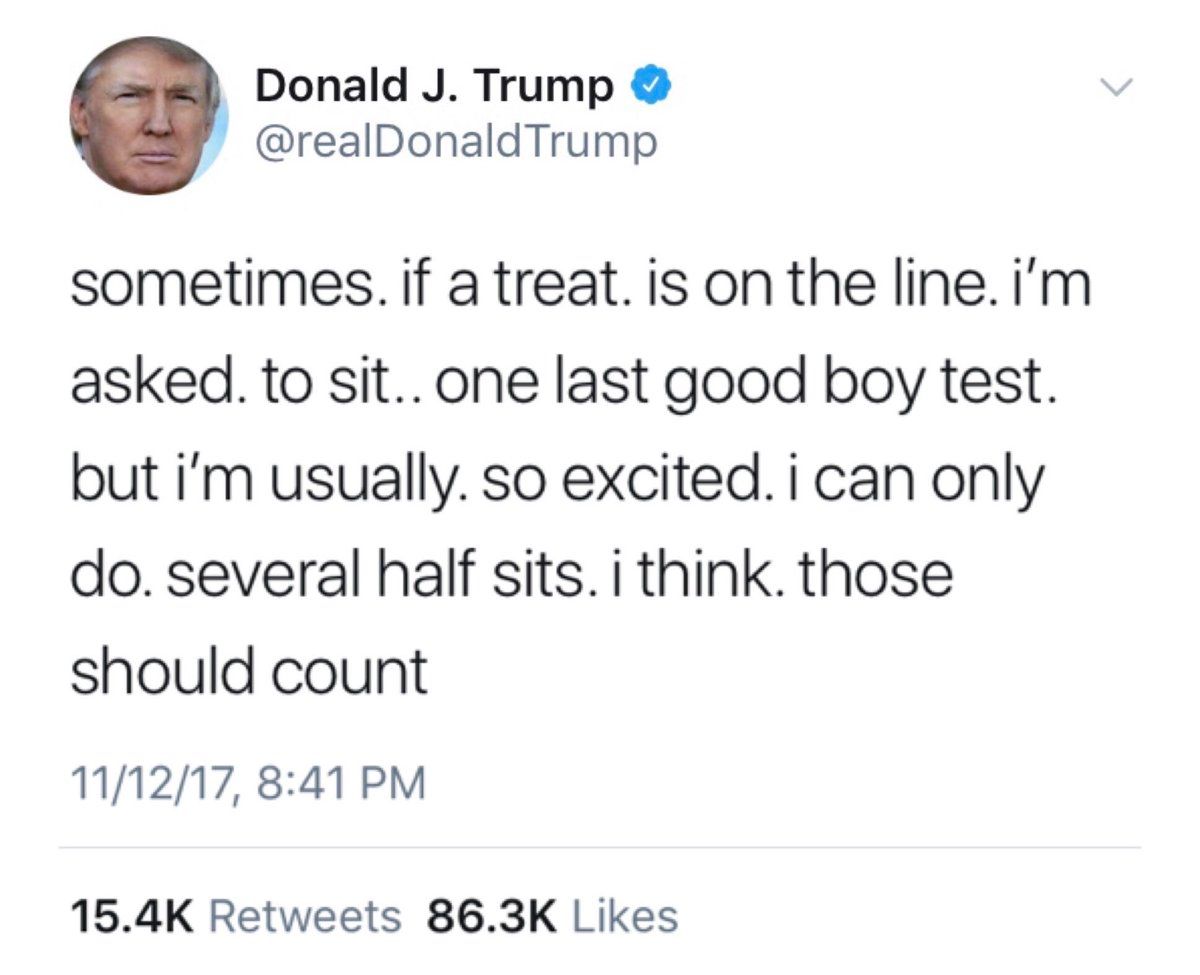 Donald J. Trump
@realDonaldTrump
sometimes. if a treat. is on the line. i'm
asked. to sit.. one last good boy test.
but i'm usually. so excited. i can only
do. several half sits. i think. those
should count
11/12/17, 8:41 PM
15.4K Retweets 86.3K Likes